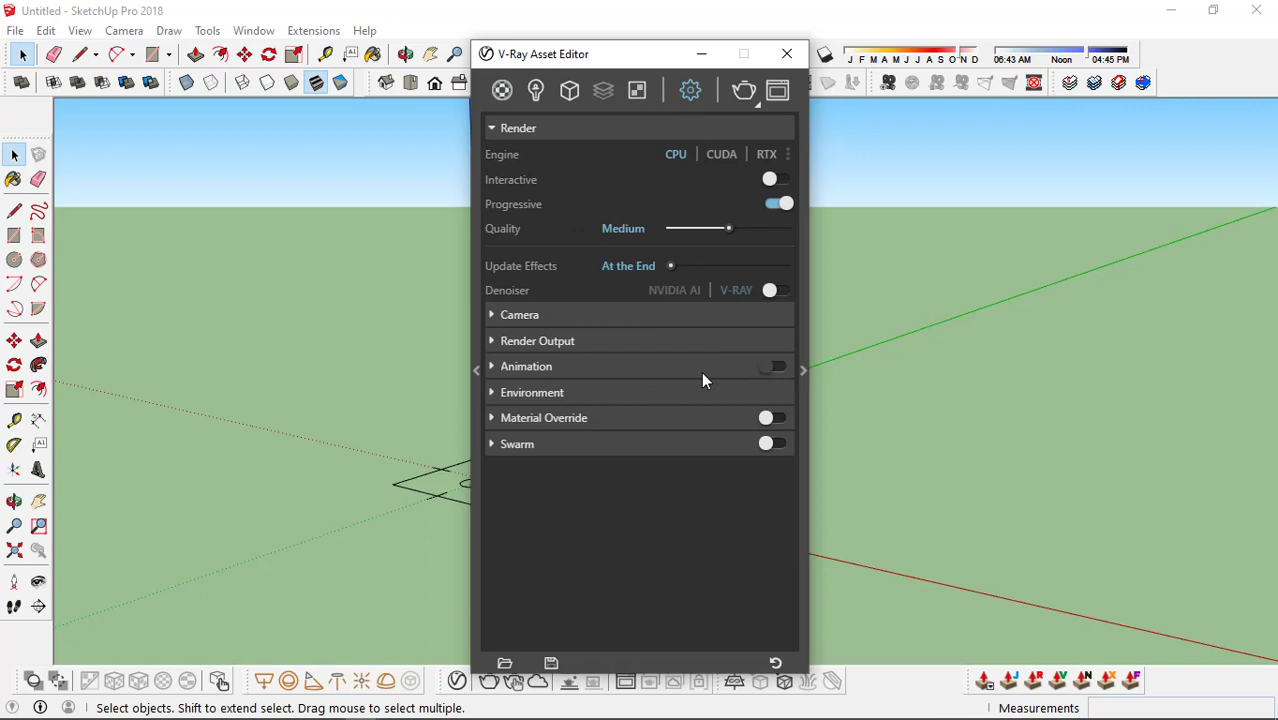 Untitled - SketchUp Pro 2018
File Edit View Camera Draw Tools Window Extensions Help
V-Ray Asset Editor
J F M A M J J A S O N D 06:43 AM Noon 04:45 PM
Render
Engine CPU CUDA RTX
Interactive
Progressive
Quality Medium
Update Effects At the End
Denoiser NVIDIA AI V-RAY
Camera
Render Output
Animation
Environment
Material Override
Swarm
J R V N X F
Select objects. Shift to extend select. Drag mouse to select multiple. Measurements